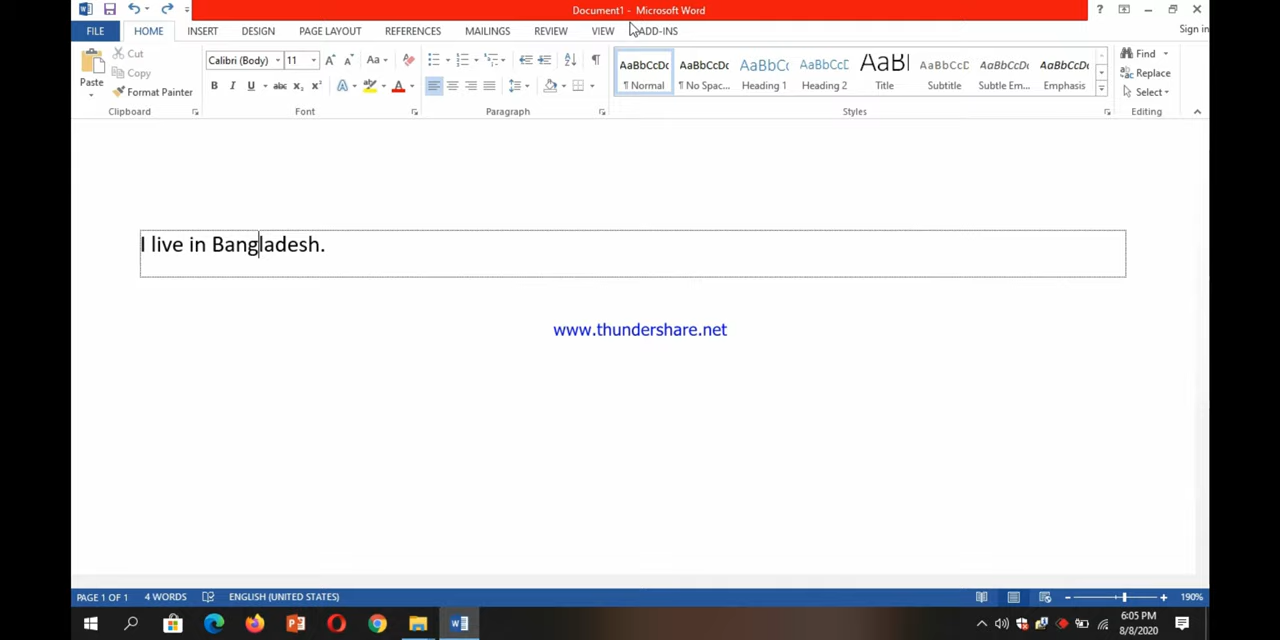 Document1 - Microsoft Word
Sign in
FILE HOME INSERT DESIGN PAGE LAYOUT REFERENCES MAILINGS REVIEW VIEW ADD-INS
Paste
Cut
Copy
Format Painter
Clipboard
Calibri (Body) 11
Font
Paragraph
AaBbCcDc AaBbCcDc AaBbCc AaBbCcD AaBl AaBbCcD AaBbCcDc AaBbCcDc
¶ Normal ¶ No Spac... Heading 1 Heading 2 Title Subtitle Subtle Em... Emphasis
Styles
Find
Replace
Select
Editing
I live in Bangladesh.
www.thundershare.net
PAGE 1 OF 1 4 WORDS ENGLISH (UNITED STATES) 190%
6:05 PM
8/8/2020